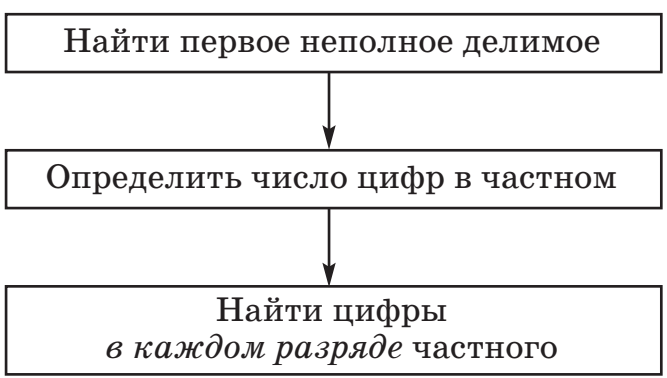 Найти первое неполное делимое
Определить число цифр в частном
Найти цифры
в каждом разряде частного